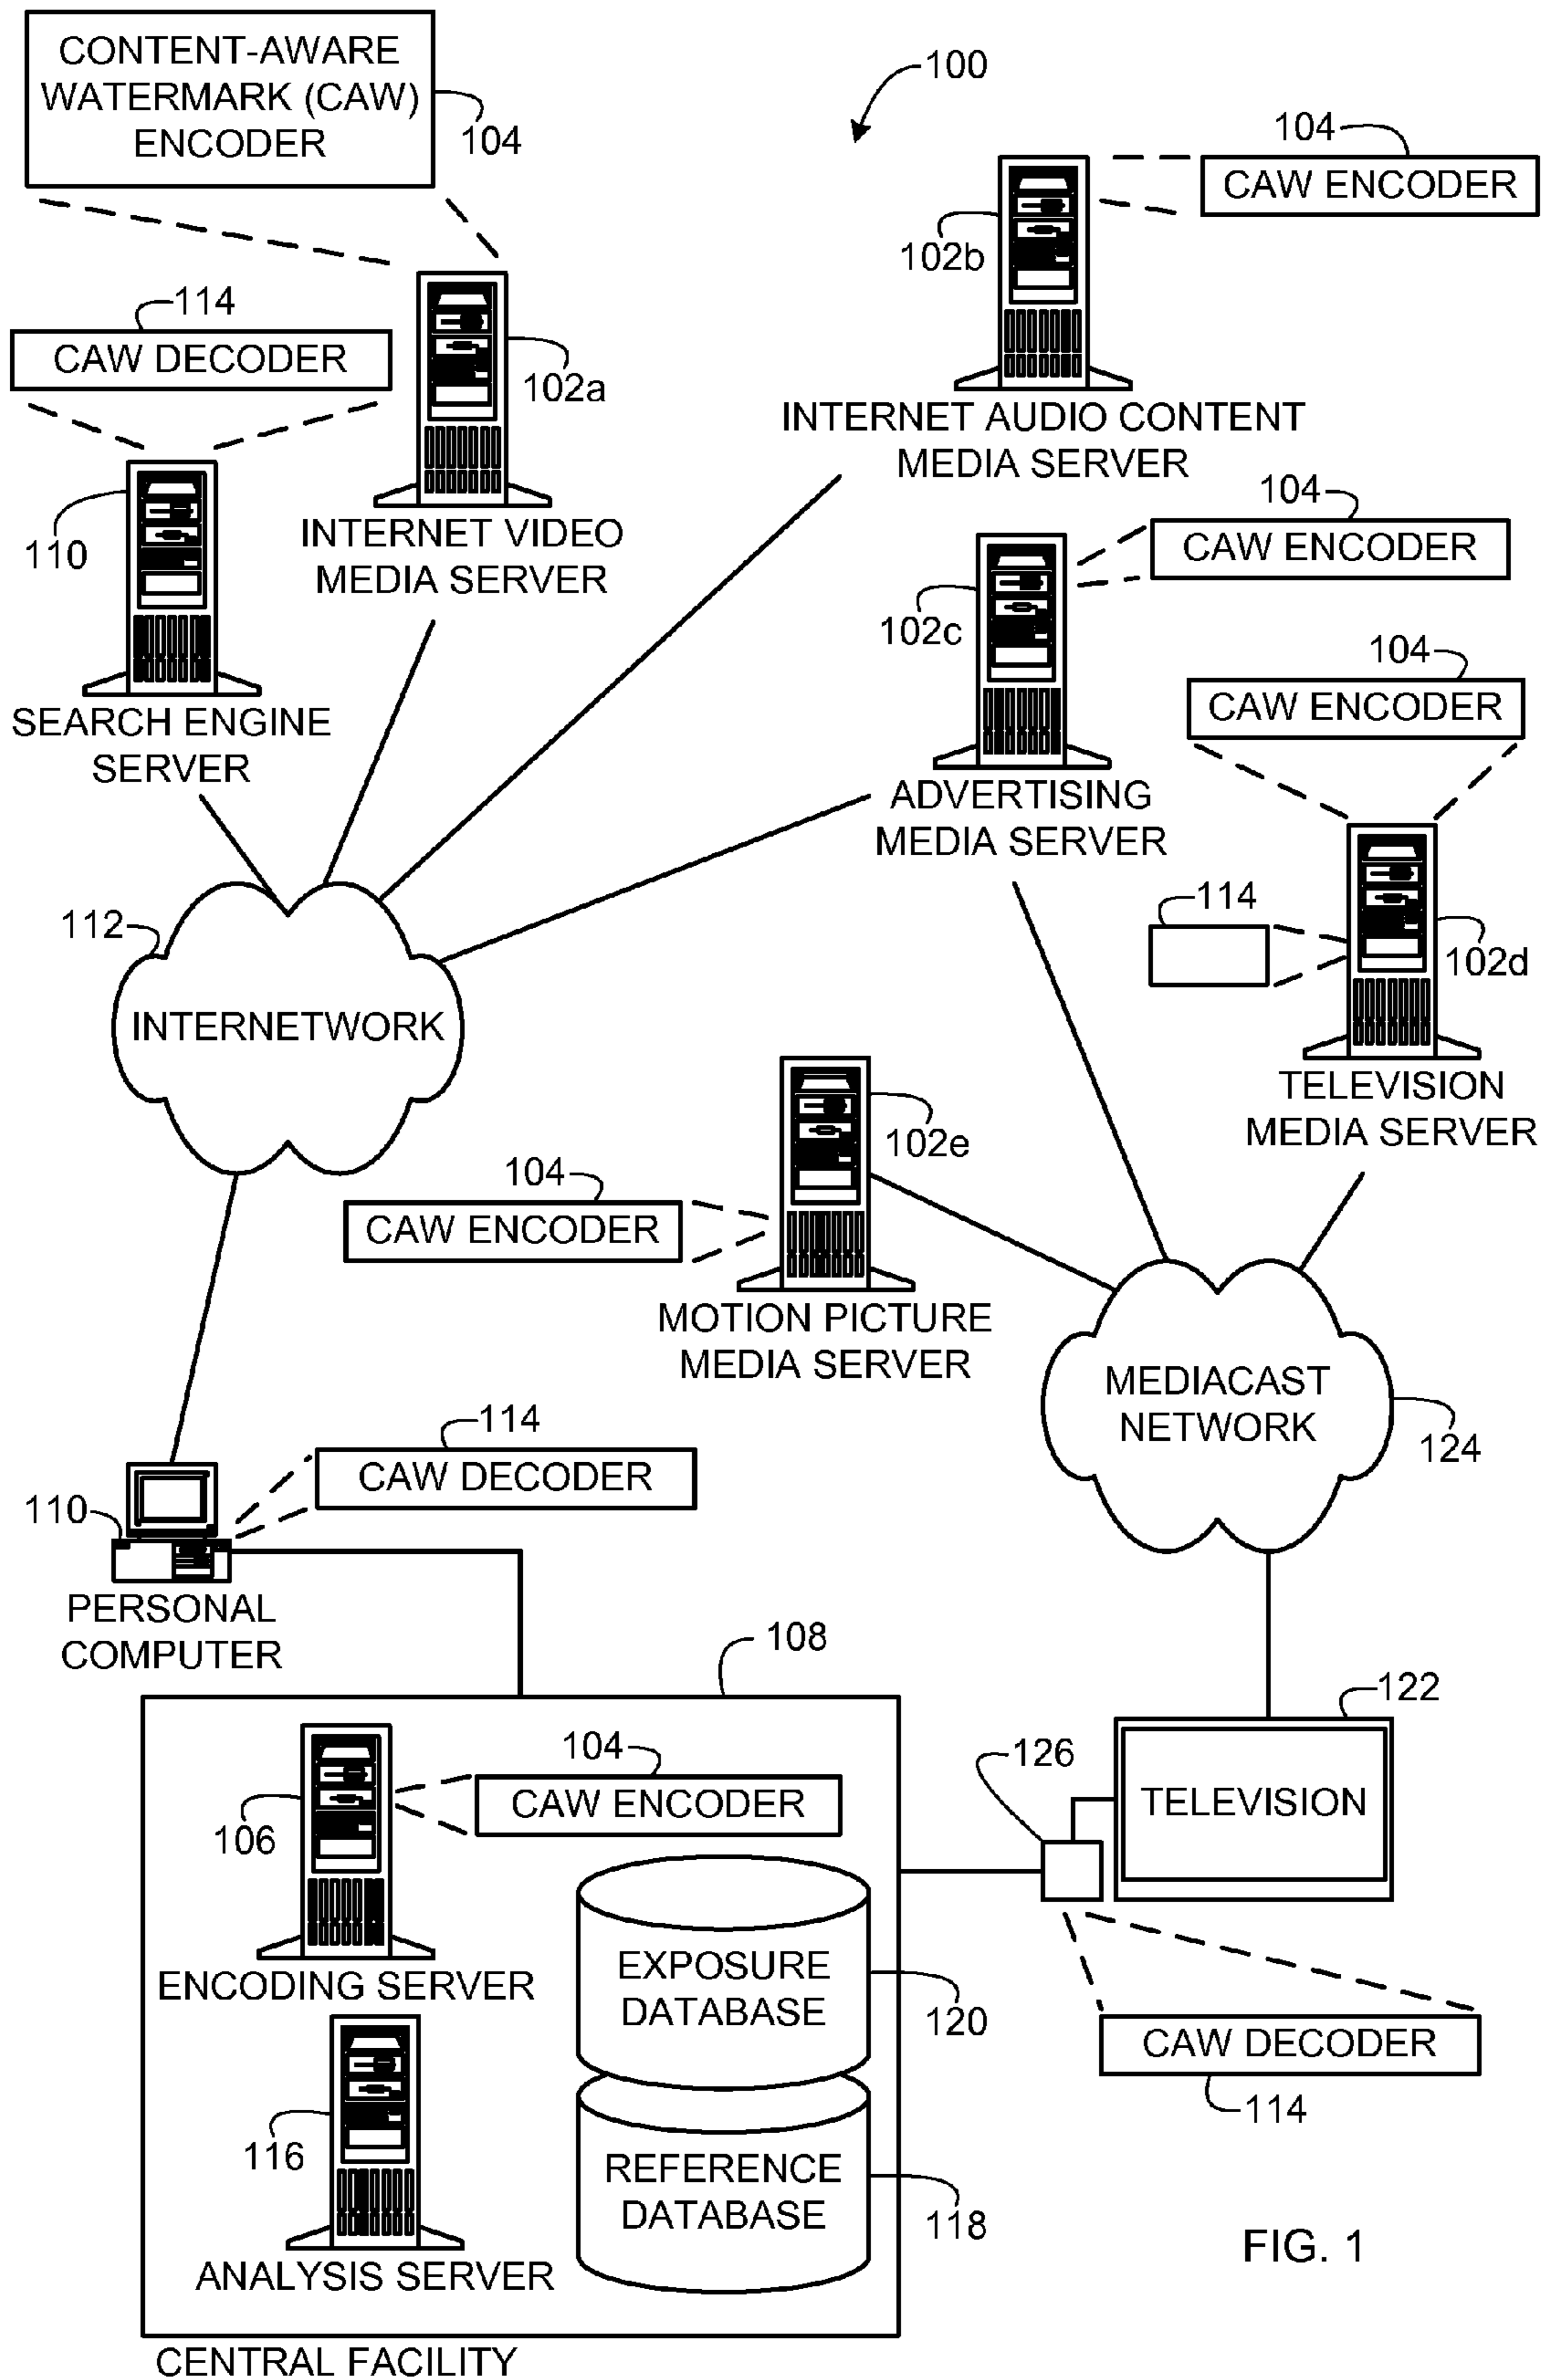 CONTENT-AWARE
WATERMARK (CAW)
ENCODER
104
100
104
CAW ENCODER
102b
114
CAW DECODER
102a
INTERNET AUDIO CONTENT
MEDIA SERVER
110
INTERNET VIDEO
MEDIA SERVER
104
CAW ENCODER
102c
104
CAW ENCODER
SEARCH ENGINE
SERVER
ADVERTISING
MEDIA SERVER
112
114
102d
INTERNETWORK
TELEVISION
MEDIA SERVER
102e
104
CAW ENCODER
MOTION PICTURE
MEDIA SERVER
MEDIACAST
NETWORK
124
114
CAW DECODER
110
PERSONAL
COMPUTER
108
122
104
CAW ENCODER
126
TELEVISION
106
ENCODING SERVER
EXPOSURE
DATABASE
120
CAW DECODER
114
116
REFERENCE
DATABASE
118
ANALYSIS SERVER
FIG. 1
CENTRAL FACILITY